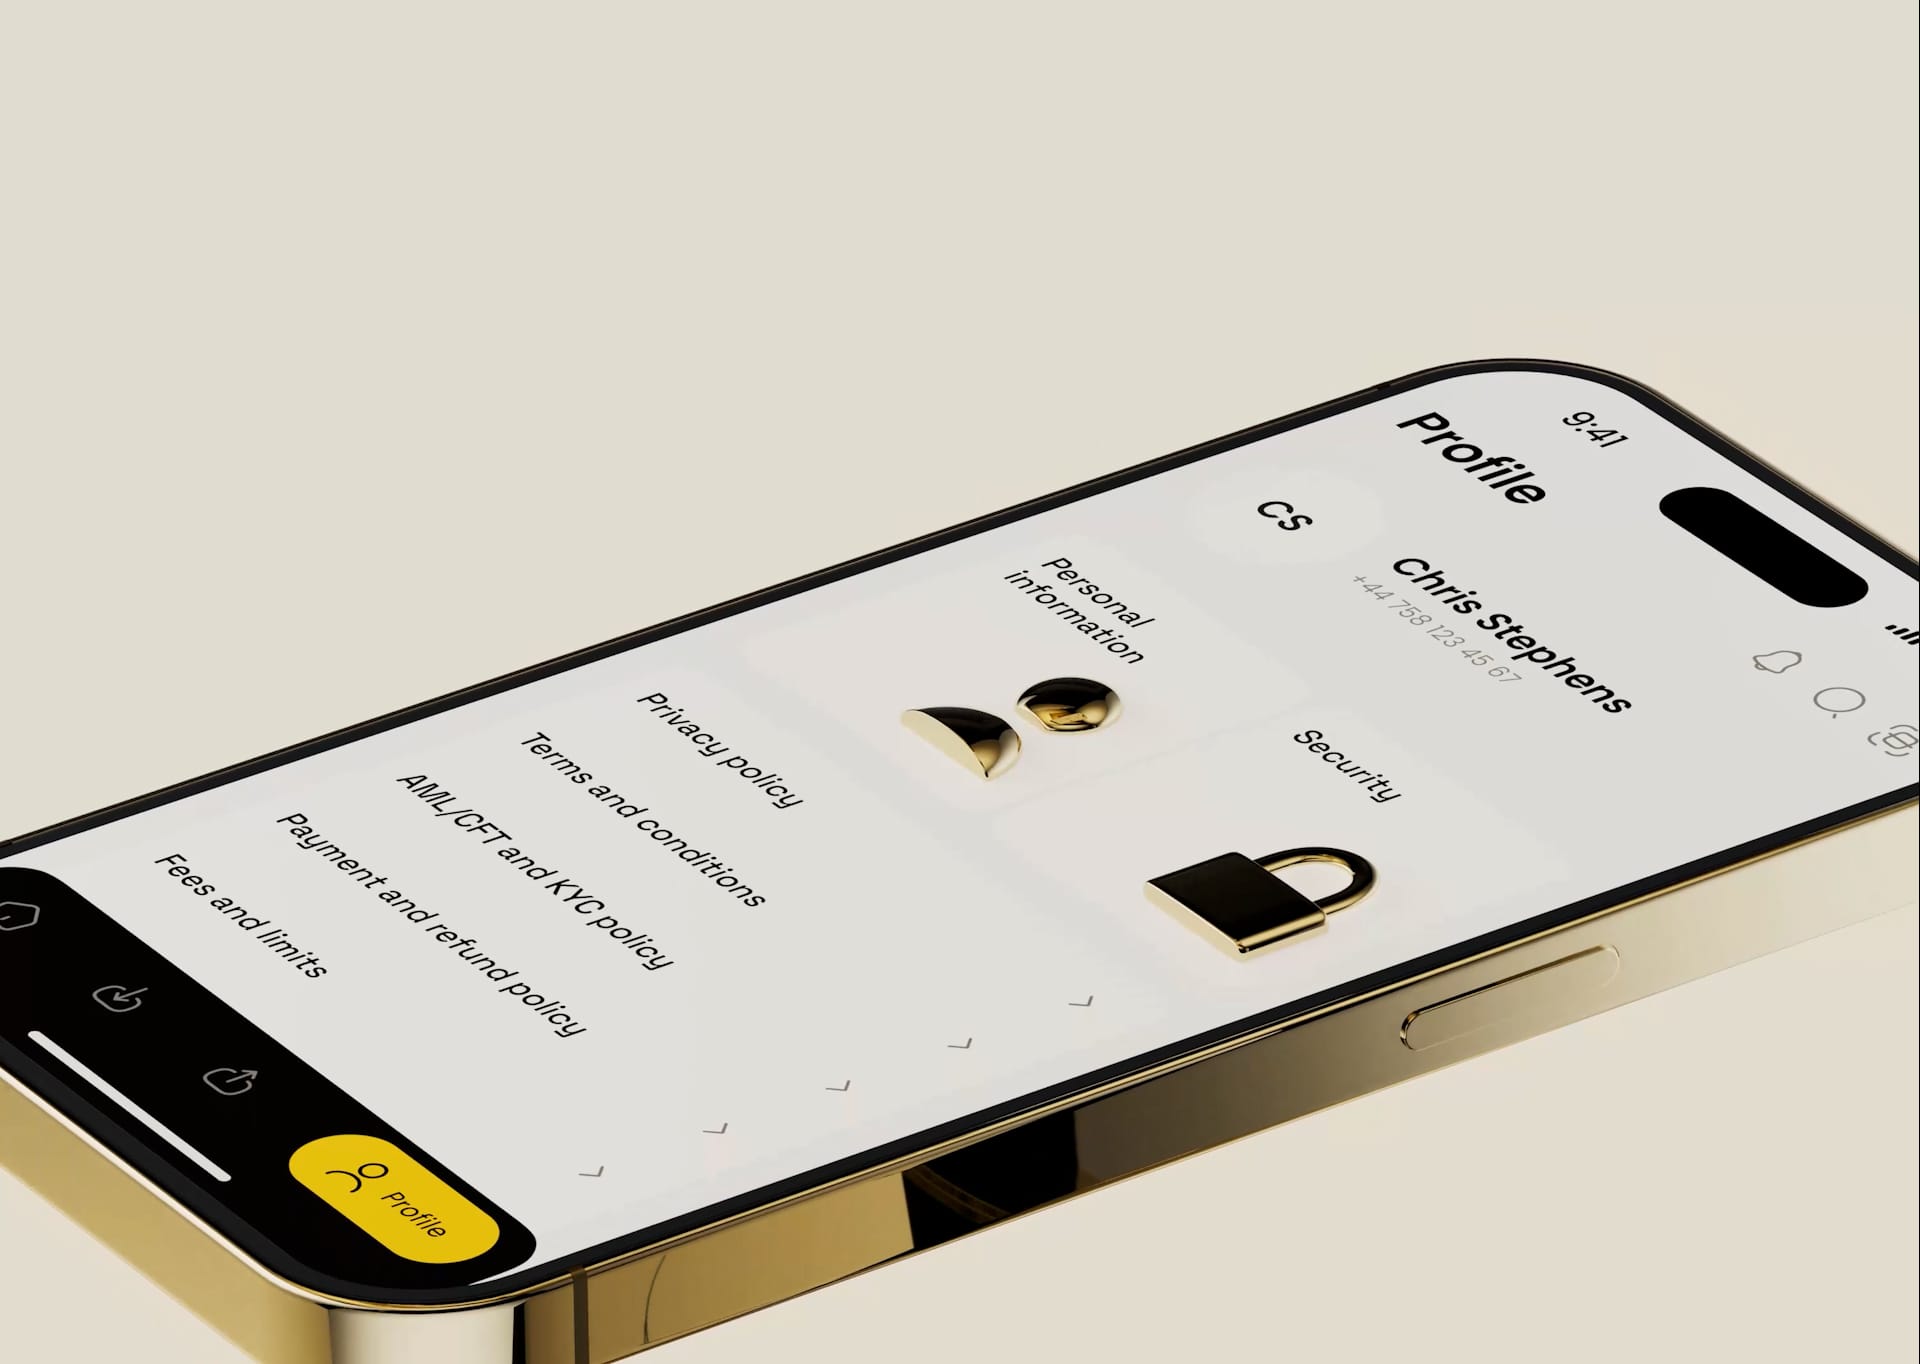 9:41
Profile
CS
Chris Stephens
+44 758 123 45 67
Personal
information
Security
Privacy policy
Terms and conditions
AML/CFT and KYC policy
Payment and refund policy
Fees and limits
Profile